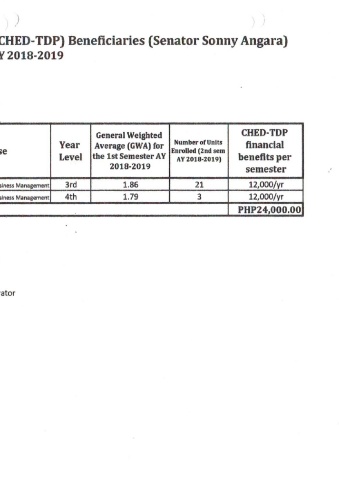 CHED-TDP) Beneficiaries (Senator Sonny Angara)
Y 2018-2019
se
Year Level
General Weighted Average (GWA) for the 1st Semester AY 2018-2019
Number of Units Enrolled (2nd sem AY 2018-2019)
CHED-TDP financial benefits per semester
siness Management 3rd 1.86 21 12,000/yr
siness Management 4th 1.79 3 12,000/yr
PHP24,000.00
rator